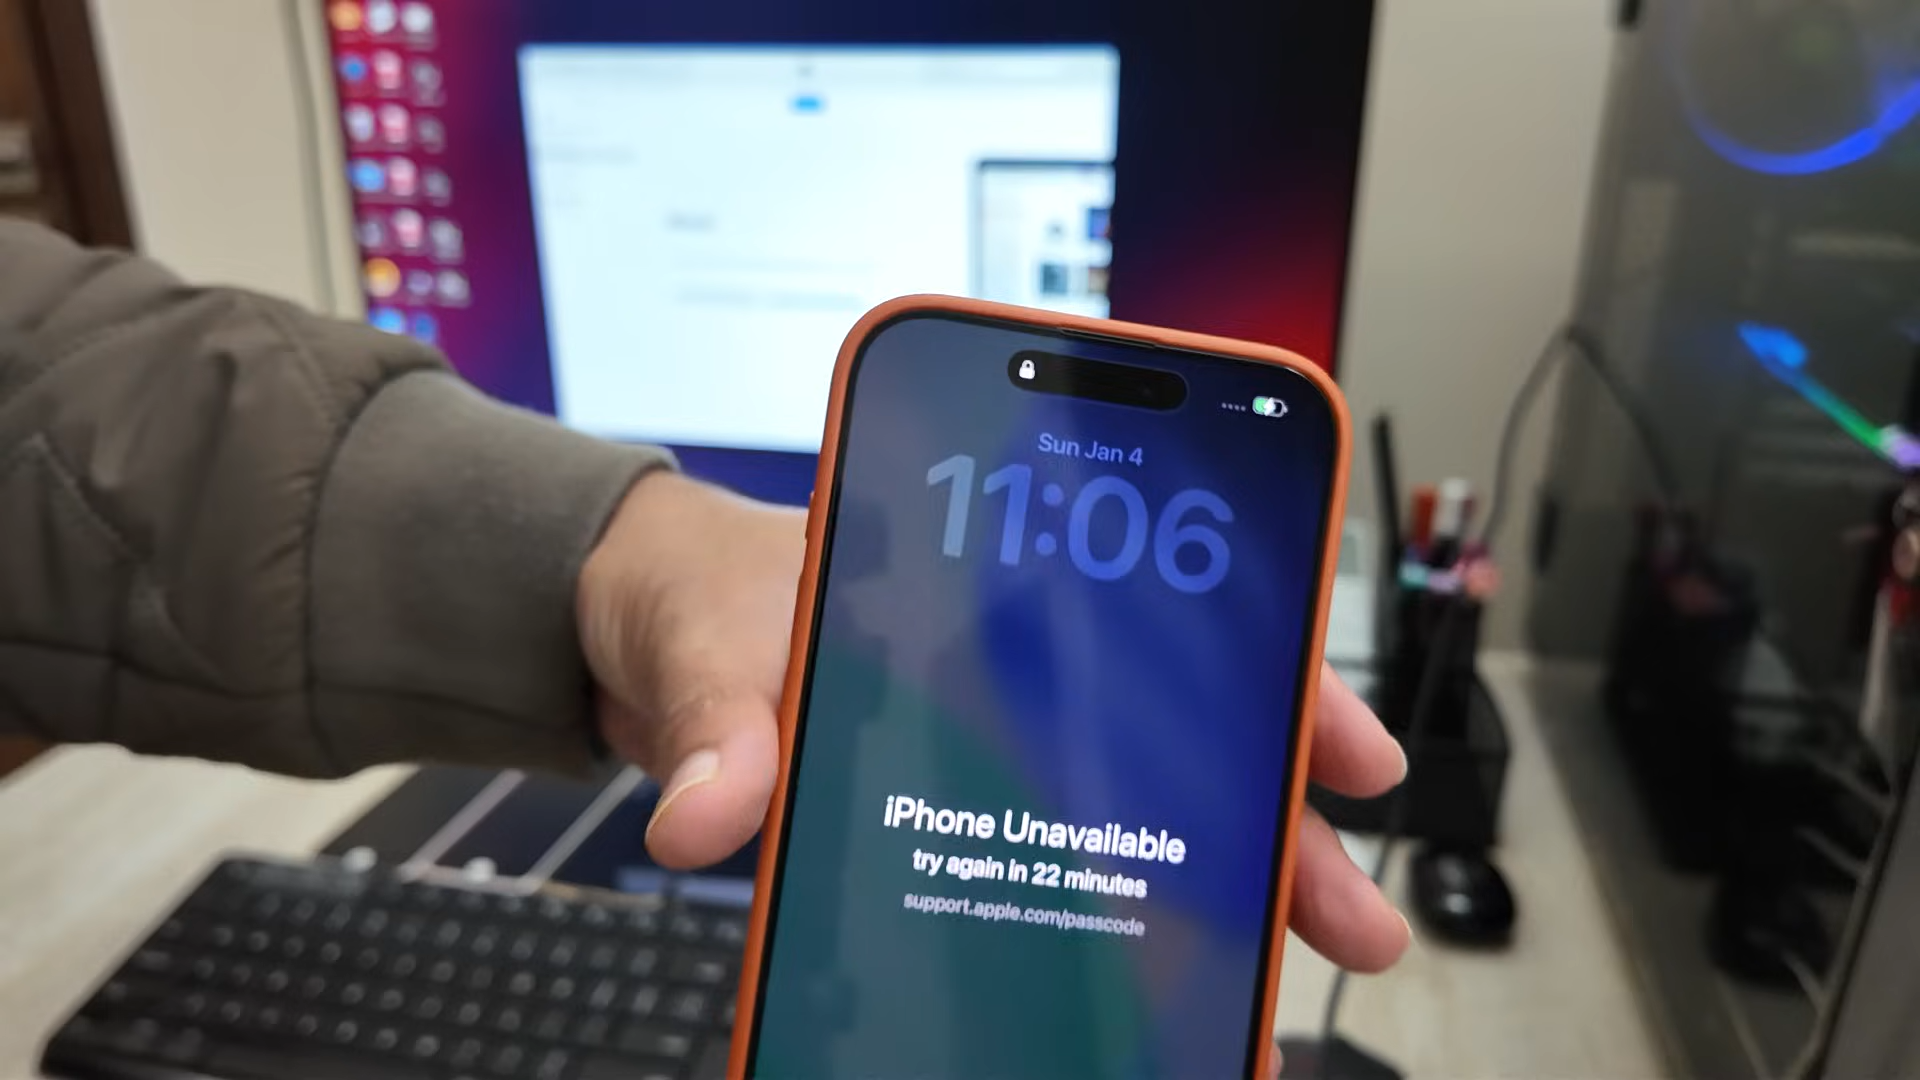 Sun Jan 4
11:06
iPhone Unavailable
try again in 22 minutes
support.apple.com/passcode